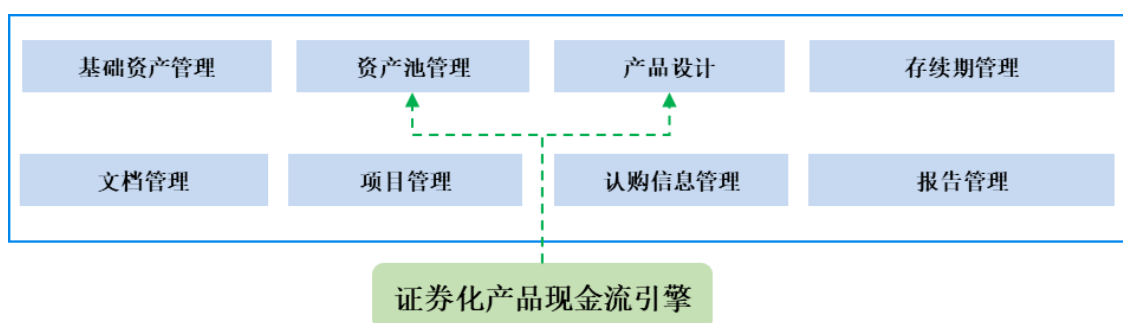 基础资产管理
资产池管理
产品设计
存续期管理
文档管理
项目管理
认购信息管理
报告管理
证券化产品现金流引擎